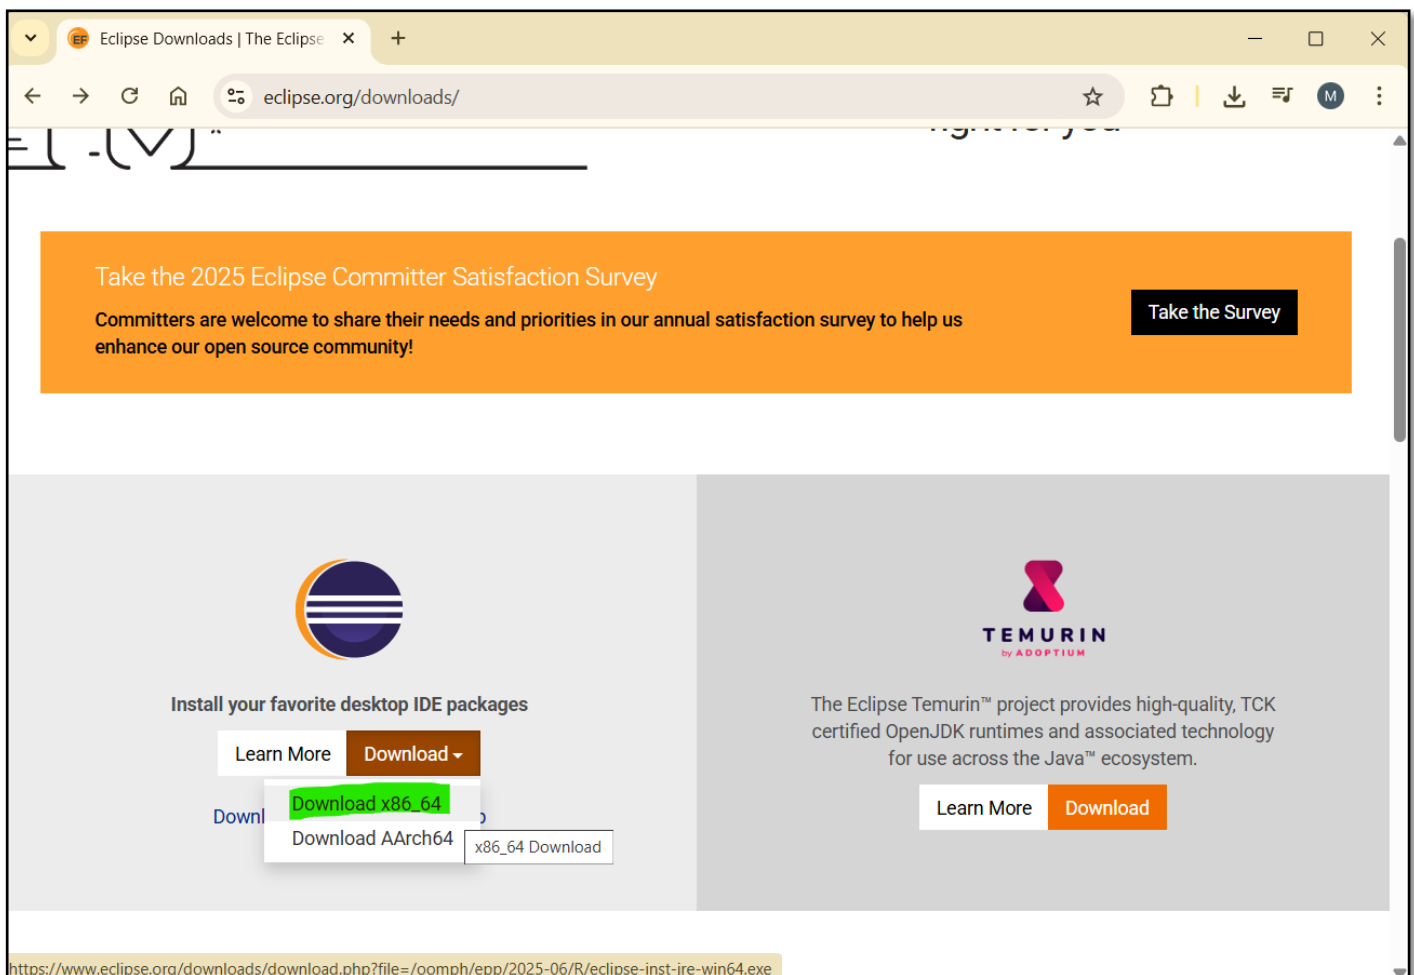 Eclipse Downloads | The Eclipse
eclipse.org/downloads/
M
right for you
Take the 2025 Eclipse Committer Satisfaction Survey
Committers are welcome to share their needs and priorities in our annual satisfaction survey to help us
enhance our open source community!
Take the Survey
Install your favorite desktop IDE packages
Learn More
Download
Download x86_64
Downl
Download AArch64
x86_64 Download
TEMURIN
by ADOPTIUM
The Eclipse Temurin™ project provides high-quality, TCK
certified OpenJDK runtimes and associated technology
for use across the Java™ ecosystem.
Learn More
Download
https://www.eclipse.org/downloads/download.php?file=/oomph/epp/2025-06/R/eclipse-inst-jre-win64.exe